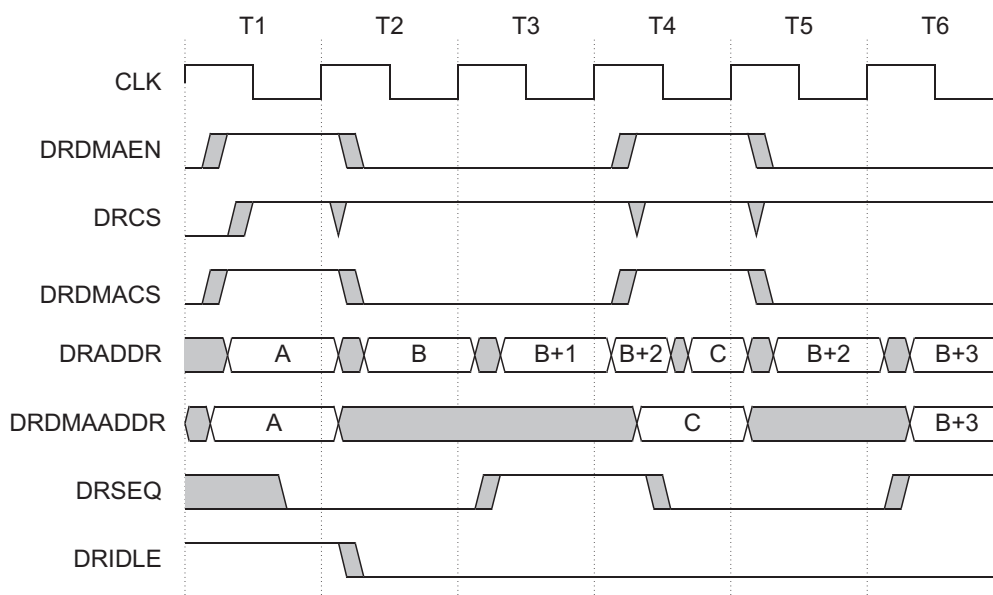 T1 T2 T3 T4 T5 T6
CLK
DRDMAEN
DRCS
DRDMACS
DRADDR A B B+1 B+2 C B+2 B+3
DRDMAADDR A C B+3
DRSEQ
DRIDLE